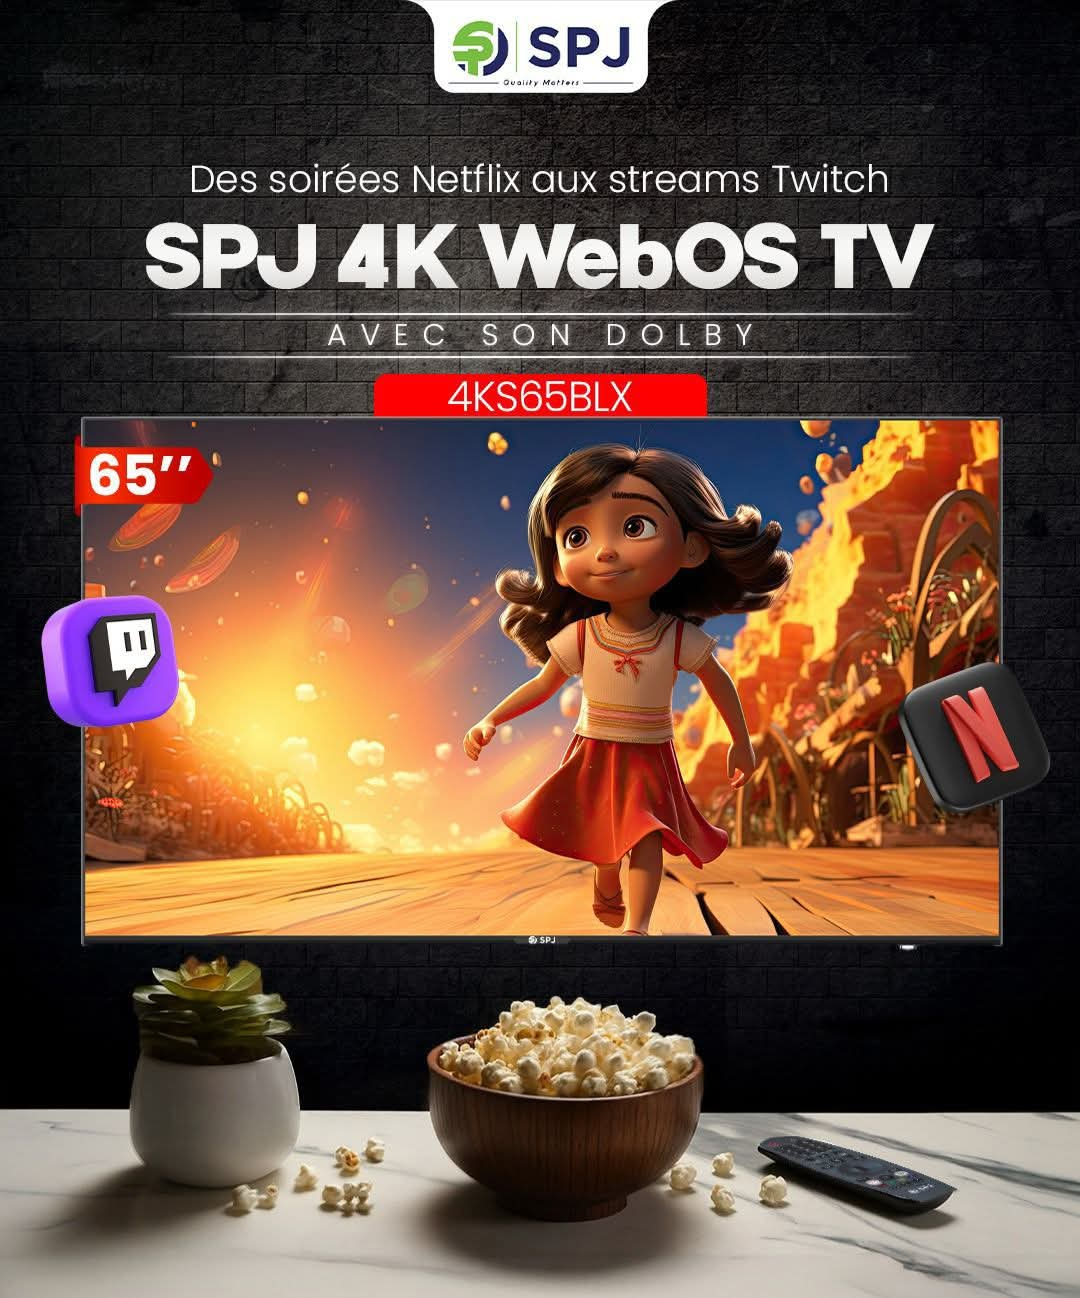 SPJ
Quality Matters
Des soirées Netflix aux streams Twitch
SPJ 4K WebOS TV
AVEC SON DOLBY
4KS65BLX
65’’
N
SPJ